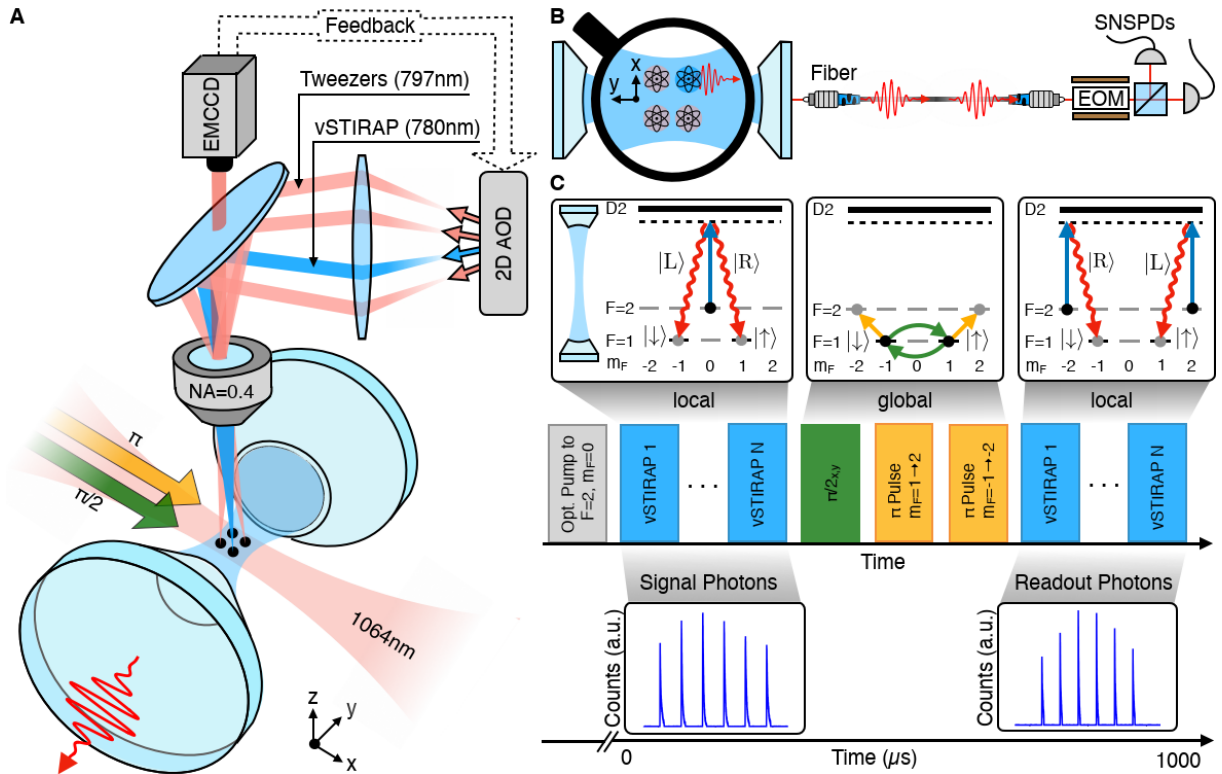 A
Feedback
EMCCD
Tweezers (797nm)
vSTIRAP (780nm)
2D AOD
NA=0.4
π
π/2
1064nm
z
y
x
B
x
y
Fiber
EOM
SNSPDs
C
D2
|L⟩
|R⟩
F=2
F=1
|↓⟩
|↑⟩
mF
-2 -1 0 1 2
D2
F=2
F=1
|↓⟩
|↑⟩
mF
-2 -1 0 1 2
D2
|R⟩
|L⟩
F=2
F=1
|↓⟩
|↑⟩
mF
-2 -1 0 1 2
local
global
local
Opt. Pump to
F=2, mF=0
vSTIRAP 1
...
vSTIRAP N
π/2x,y
π Pulse
mF=1→2
π Pulse
mF=-1→-2
vSTIRAP 1
...
vSTIRAP N
Time
Signal Photons
Readout Photons
Counts (a.u.)
Counts (a.u.)
0
Time (μs)
1000